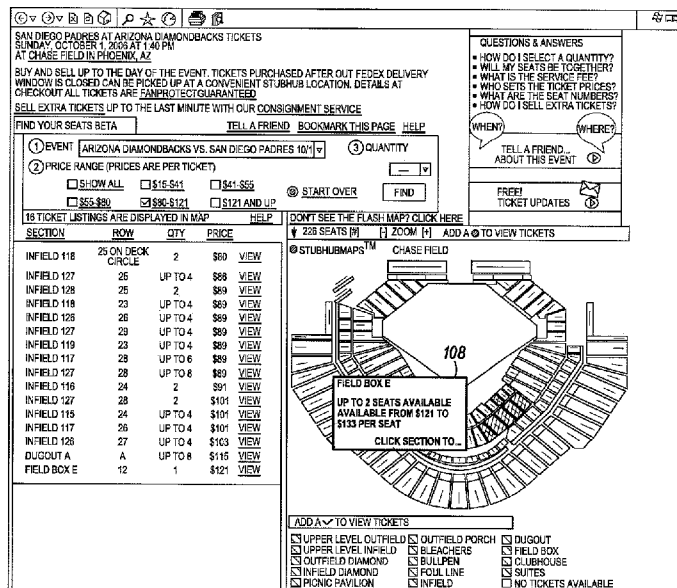 SAN DIEGO PADRES AT ARIZONA DIAMONDBACKS TICKETS
SUNDAY, OCTOBER 1, 2006 AT 1:40 PM
AT CHASE FIELD IN PHOENIX, AZ
BUY AND SELL UP TO THE DAY OF THE EVENT. TICKETS PURCHASED AFTER OUT FEDEX DELIVERY
WINDOW IS CLOSED CAN BE PICKED UP AT A CONVENIENT STUBHUB LOCATION. DETAILS AT
CHECKOUT ALL TICKETS ARE FANPROTECTGUARANTEED
SELL EXTRA TICKETS UP TO THE LAST MINUTE WITH OUR CONSIGNMENT SERVICE
QUESTIONS & ANSWERS
• HOW DO I SELECT A QUANTITY?
• WILL MY SEATS BE TOGETHER?
• WHAT IS THE SERVICE FEE?
• WHO SETS THE TICKET PRICES?
• WHAT ARE THE SEAT NUMBERS?
• HOW DO I SELL EXTRA TICKETS?
WHEN? WHERE?
TELL A FRIEND...
ABOUT THIS EVENT
FREE!
TICKET UPDATES
FIND YOUR SEATS BETA TELL A FRIEND BOOKMARK THIS PAGE HELP
1 EVENT ARIZONA DIAMONDBACKS VS. SAN DIEGO PADRES 10/1 3 QUANTITY
2 PRICE RANGE (PRICES ARE PER TICKET) —
SHOW ALL $15-$41 $41-$55
$55-$80 $80-$121 $121 AND UP
START OVER FIND
16 TICKET LISTINGS ARE DISPLAYED IN MAP HELP
SECTION ROW QTY PRICE
INFIELD 118 25 ON DECK CIRCLE 2 $80 VIEW
INFIELD 127 25 UP TO 4 $86 VIEW
INFIELD 128 25 2 $89 VIEW
INFIELD 118 23 UP TO 4 $89 VIEW
INFIELD 126 26 UP TO 4 $89 VIEW
INFIELD 127 29 UP TO 4 $89 VIEW
INFIELD 119 23 UP TO 4 $89 VIEW
INFIELD 117 28 UP TO 6 $89 VIEW
INFIELD 127 28 UP TO 8 $89 VIEW
INFIELD 116 24 2 $91 VIEW
INFIELD 127 28 2 $101 VIEW
INFIELD 115 24 UP TO 4 $101 VIEW
INFIELD 117 26 UP TO 4 $101 VIEW
INFIELD 126 27 UP TO 4 $103 VIEW
DUGOUT A A UP TO 8 $115 VIEW
FIELD BOX E 12 1 $121 VIEW
DON'T SEE THE FLASH MAP? CLICK HERE
226 SEATS [#] [-] ZOOM [+] ADD A TO VIEW TICKETS
STUBHUBMAPS™ CHASE FIELD
108
FIELD BOX E
UP TO 2 SEATS AVAILABLE
AVAILABLE FROM $121 TO
$133 PER SEAT
CLICK SECTION TO...
ADD A ✓ TO VIEW TICKETS
UPPER LEVEL OUTFIELD OUTFIELD PORCH DUGOUT
UPPER LEVEL INFIELD BLEACHERS FIELD BOX
OUTFIELD DIAMOND BULLPEN CLUBHOUSE
INFIELD DIAMOND FOUL LINE SUITES
PICNIC PAVILION INFIELD NO TICKETS AVAILABLE